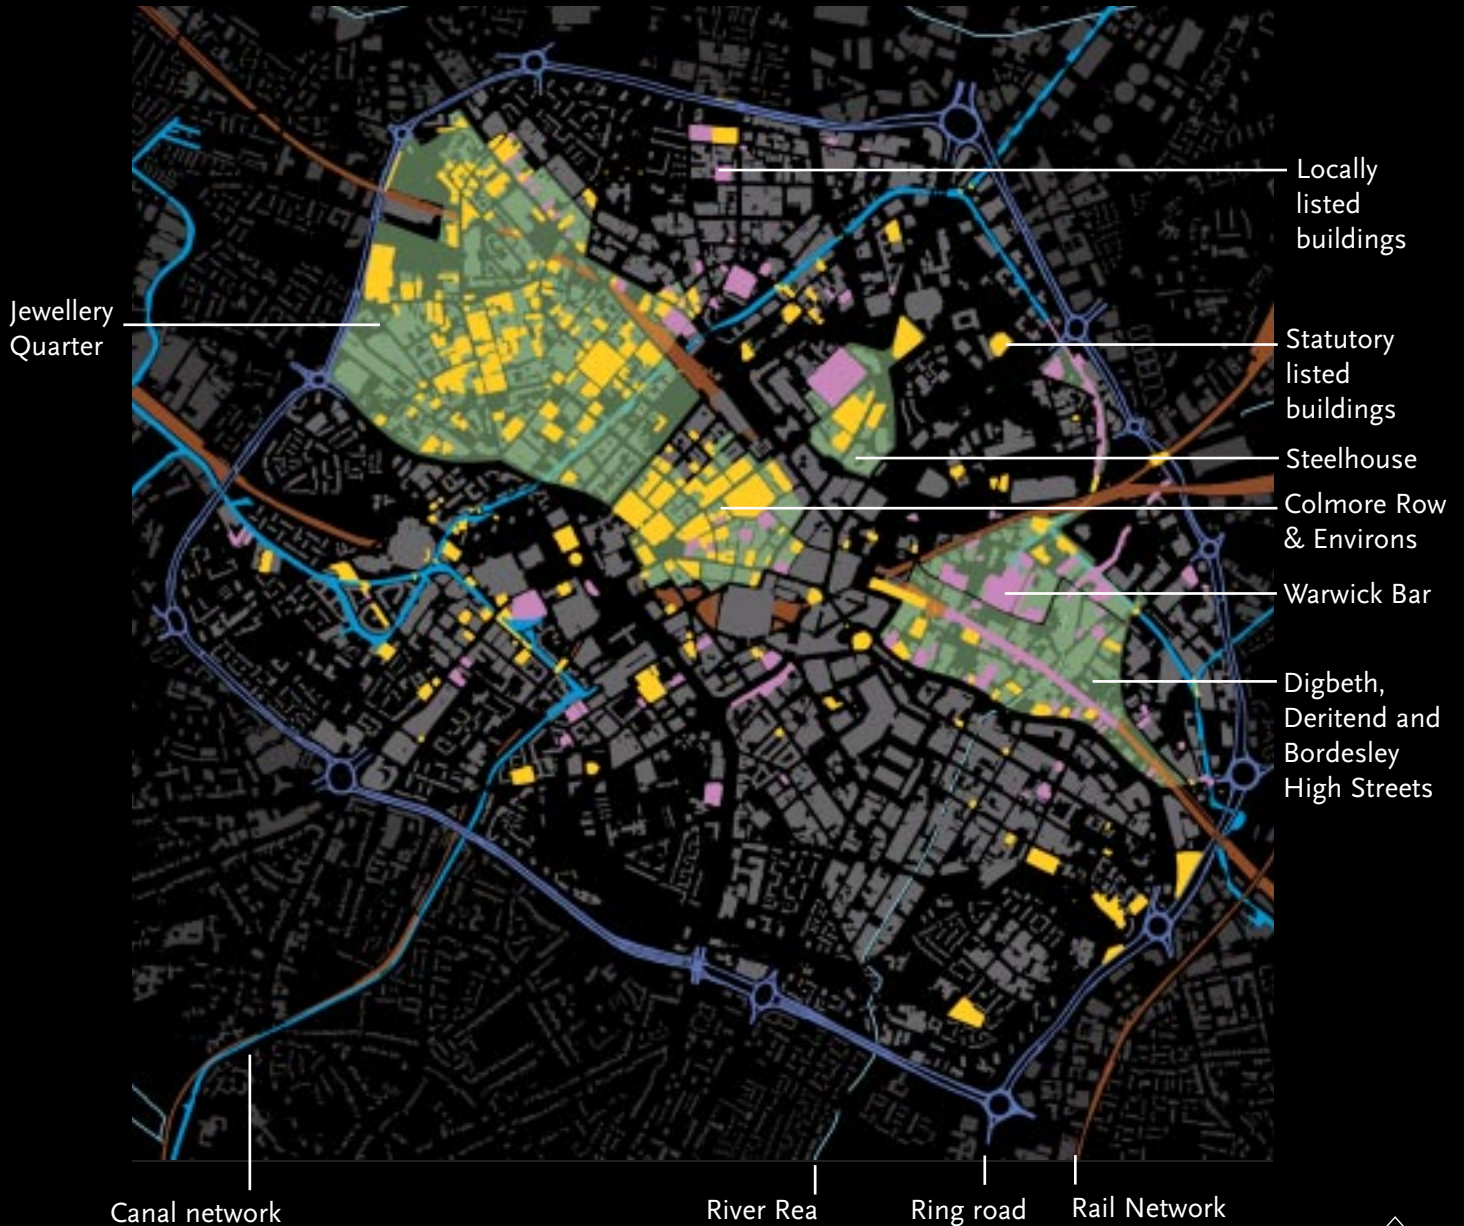 Locally
listed
buildings
Jewellery
Quarter
Statutory
listed
buildings
Steelhouse
Colmore Row
& Environs
Warwick Bar
Digbeth,
Deritend and
Bordesley
High Streets
Canal network
River Rea
Ring road
Rail Network